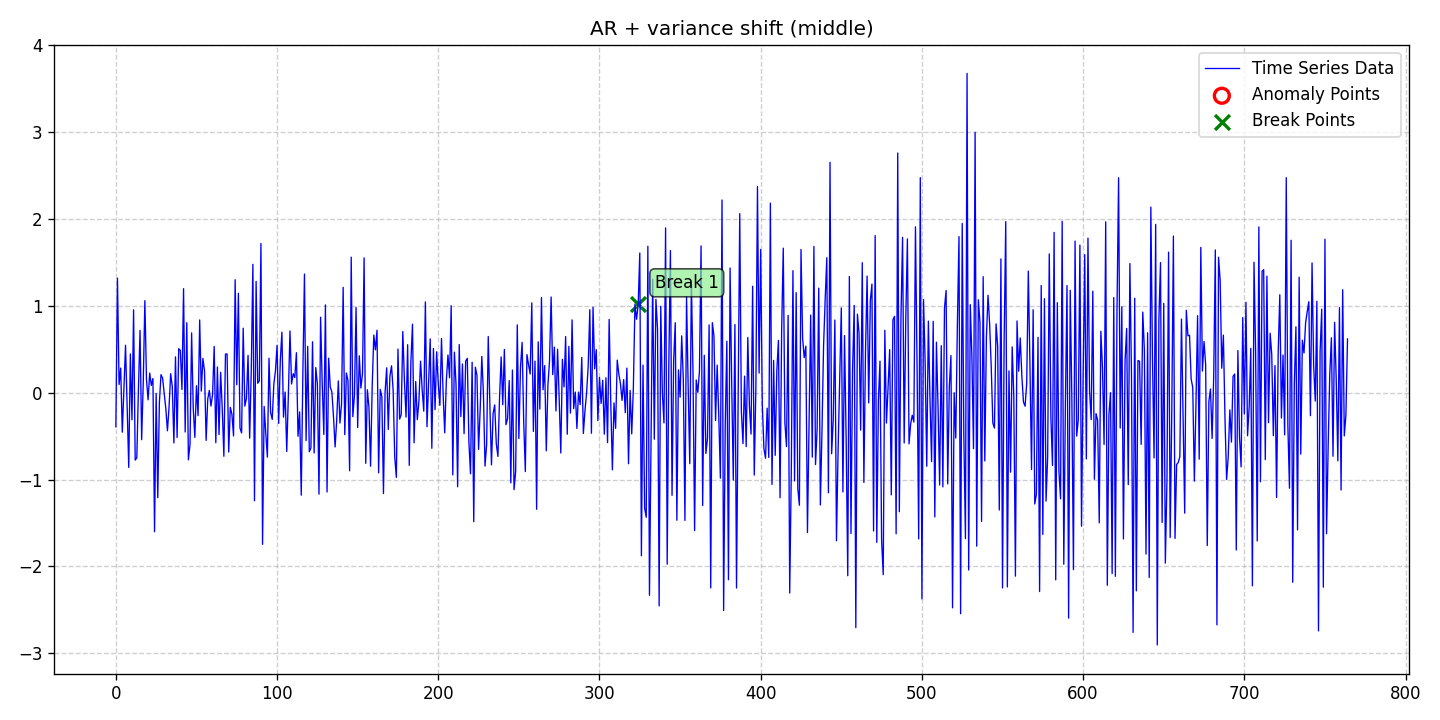 AR + variance shift (middle)
4
3
2
1
0
−1
−2
−3
Time Series Data
Anomaly Points
Break Points
Break 1
0 100 200 300 400 500 600 700 800